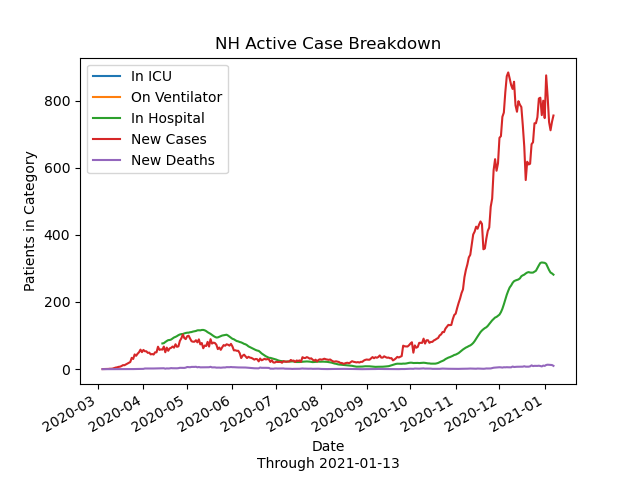 NH Active Case Breakdown
In ICU
On Ventilator
In Hospital
New Cases
New Deaths
Patients in Category
800
600
400
200
0
2020-03
2020-04
2020-05
2020-06
2020-07
2020-08
2020-09
2020-10
2020-11
2020-12
2021-01
Date
Through 2021-01-13